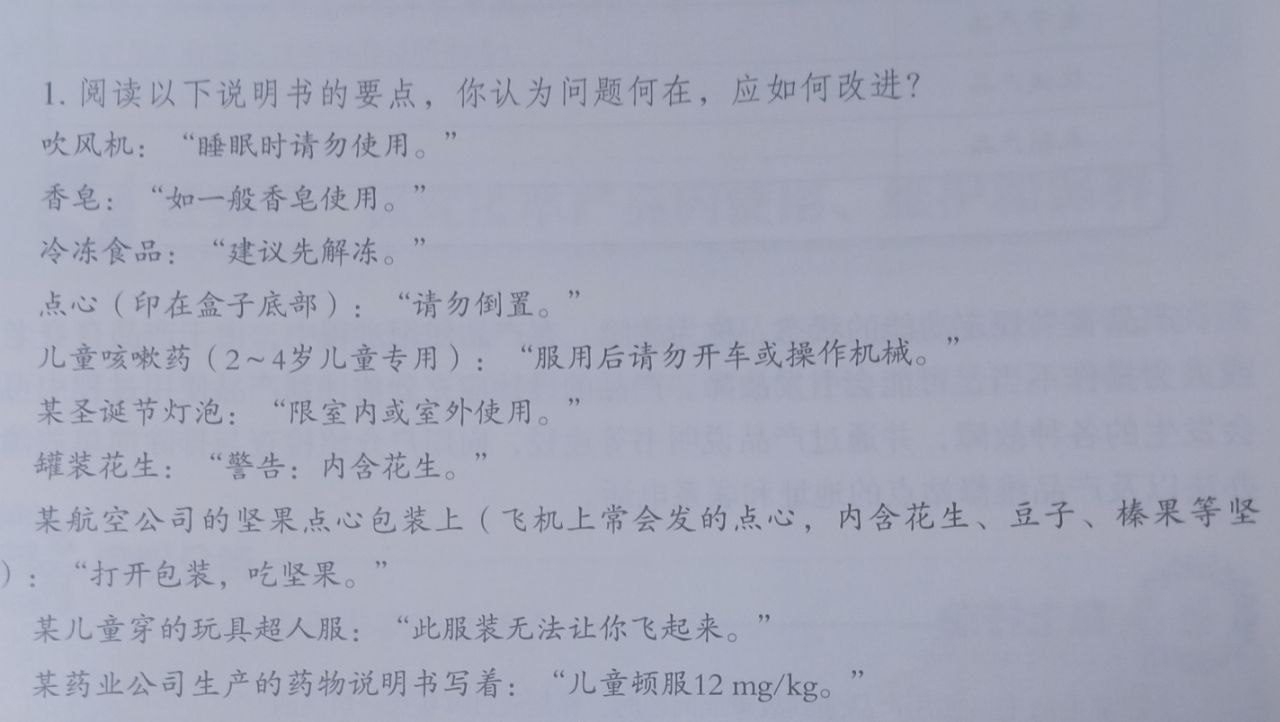 1. 阅读以下说明书的要点，你认为问题何在，应如何改进？
吹风机：“睡眠时请勿使用。”
香皂：“如一般香皂使用。”
冷冻食品：“建议先解冻。”
点心（印在盒子底部）：“请勿倒置。”
儿童咳嗽药（2～4岁儿童专用）：“服用后请勿开车或操作机械。”
某圣诞节灯泡：“限室内或室外使用。”
罐装花生：“警告：内含花生。”
某航空公司的坚果点心包装上（飞机上常会发的点心，内含花生、豆子、榛果等坚
）：“打开包装，吃坚果。”
某儿童穿的玩具超人服：“此服装无法让你飞起来。”
某药业公司生产的药物说明书写着：“儿童顿服12 mg/kg。”